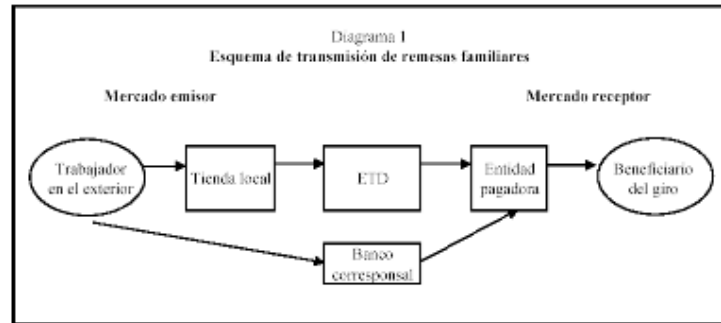 Diagrama 1
Esquema de transmisión de remesas familiares
Mercado emisor
Mercado receptor
Trabajador
en el exterior
Tienda local
ETD
Entidad
pagadora
Beneficiario
del giro
Banco
corresponsal